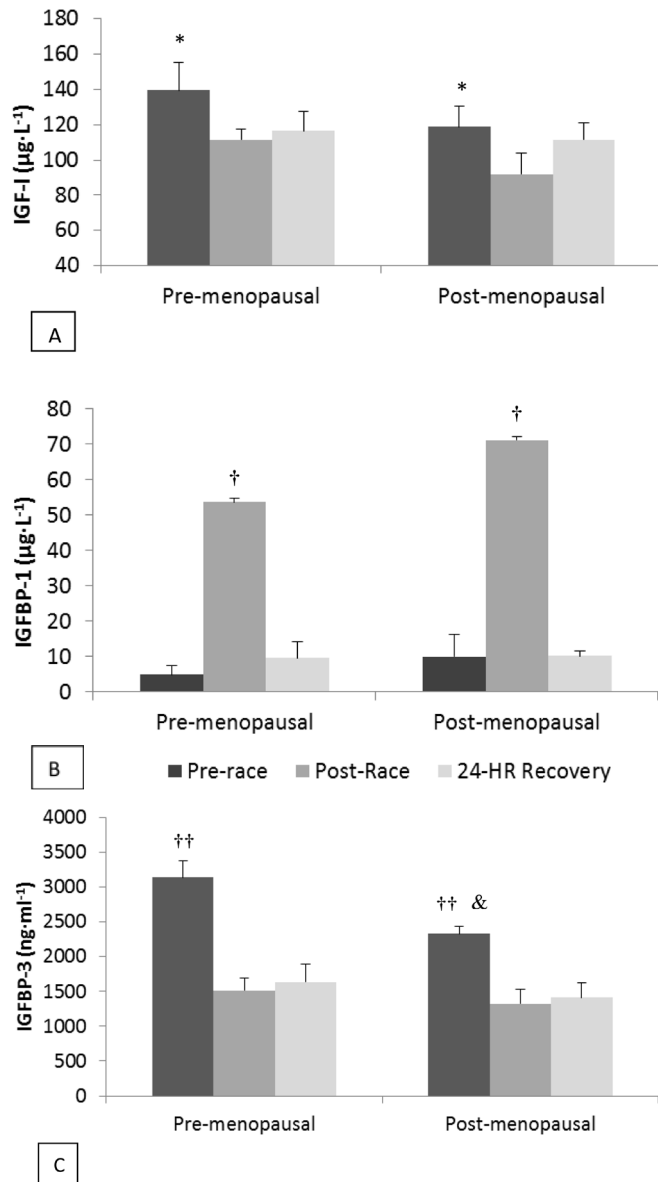 180
*
160
*
140
120
100
80
60
40
IGF-I (µg·L⁻¹)
Pre-menopausal
Post-menopausal
A
80
†
70
60
†
50
40
30
20
10
0
IGFBP-1 (µg·L⁻¹)
Pre-menopausal
Post-menopausal
B
Pre-race Post-Race 24-HR Recovery
4000
††
3500
3000
†† &
2500
2000
1500
1000
500
0
IGFBP-3 (ng·ml⁻¹)
Pre-menopausal
Post-menopausal
C